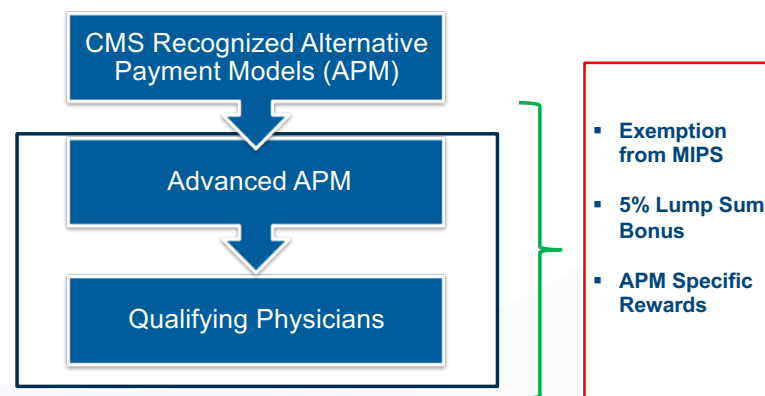 CMS Recognized Alternative
Payment Models (APM)
Advanced APM
Qualifying Physicians
▪ Exemption
from MIPS
▪ 5% Lump Sum
Bonus
▪ APM Specific
Rewards